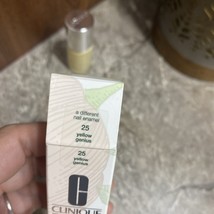 a different
nail enamel
25
yellow
genius
25
yellow
genius
CLINIQUE